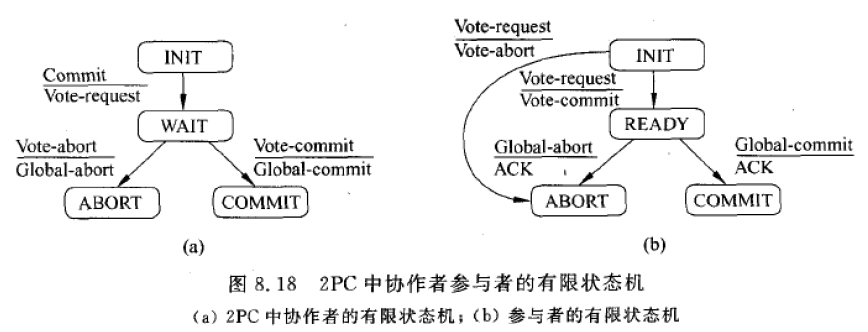 INIT
Commit
Vote-request
WAIT
Vote-abort
Global-abort
Vote-commit
Global-commit
ABORT
COMMIT
(a)
Vote-request
Vote-abort
INIT
Vote-request
Vote-commit
READY
Global-abort
ACK
Global-commit
ACK
ABORT
COMMIT
(b)
图 8.18 2PC 中协作者参与者的有限状态机
(a) 2PC 中协作者的有限状态机；(b) 参与者的有限状态机